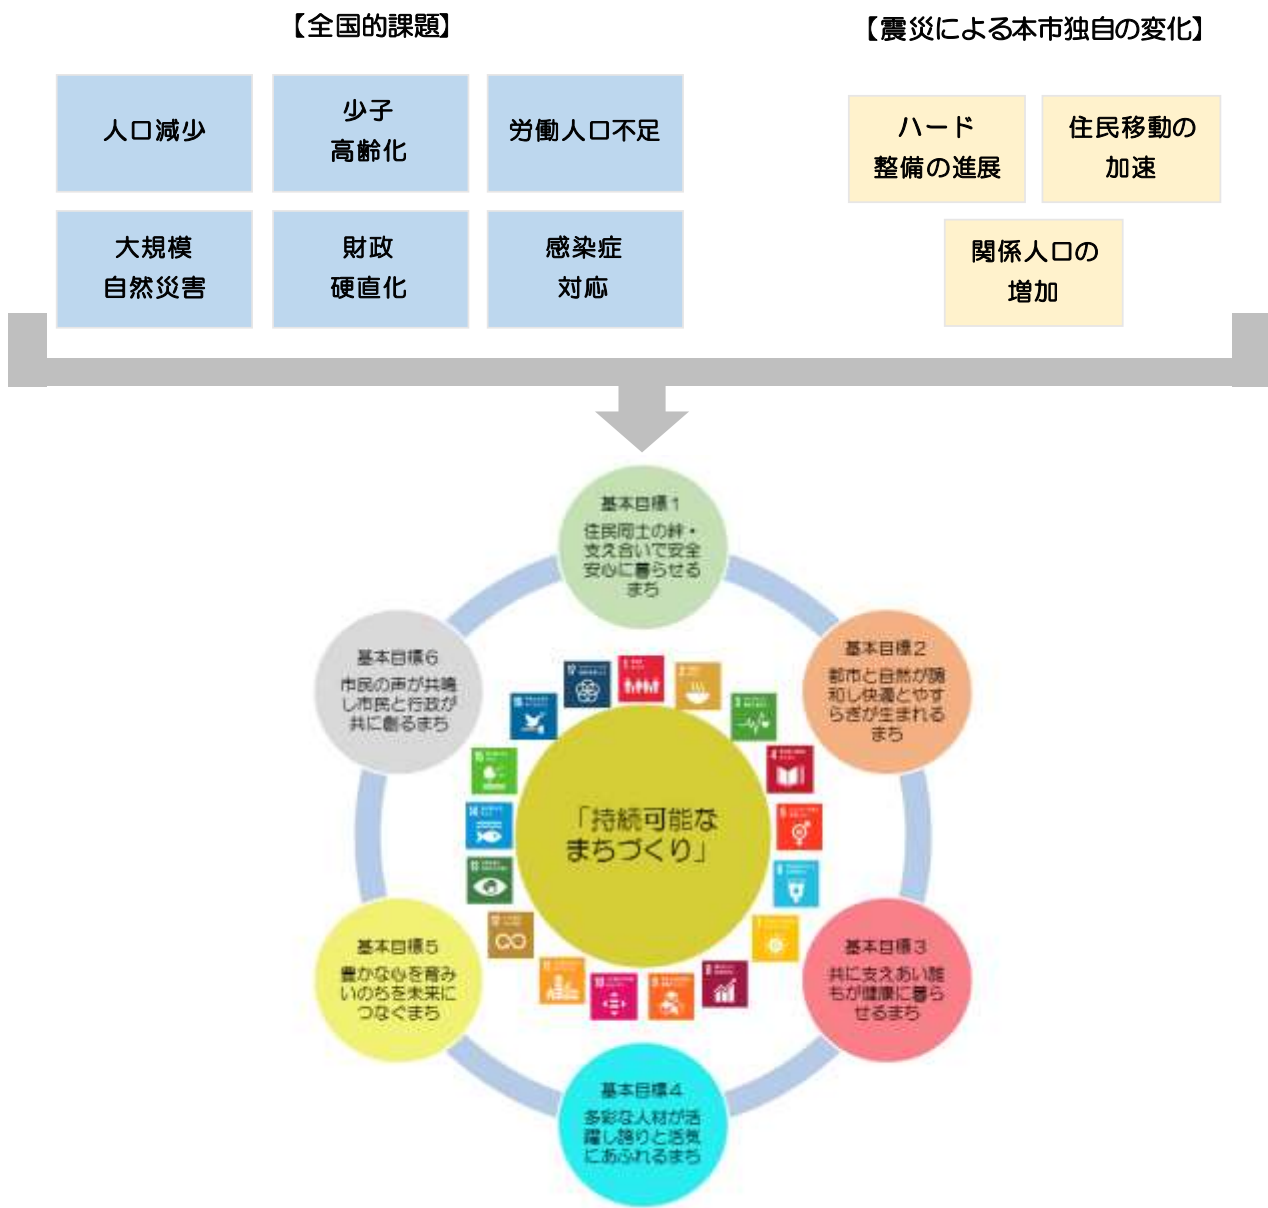 【全国的課題】
【震災による本市独自の変化】
人口減少
少子
高齢化
労働人口不足
ハード
整備の進展
住民移動の
加速
大規模
自然災害
財政
硬直化
感染症
対応
関係人口の
増加
基本目標1
住民同士の絆・
支え合いで安全
安心に暮らせる
まち
基本目標2
都市と自然が調
和し快適とやす
らぎが生まれる
まち
基本目標6
市民の声が共鳴
し市民と行政が
共に創るまち
「持続可能な
まちづくり」
基本目標3
共に支えあい誰
もが健康に暮ら
せるまち
基本目標5
豊かな心を育み
いのちを未来に
つなぐまち
基本目標4
多彩な人材が活
躍し誇りと活気
にあふれるまち